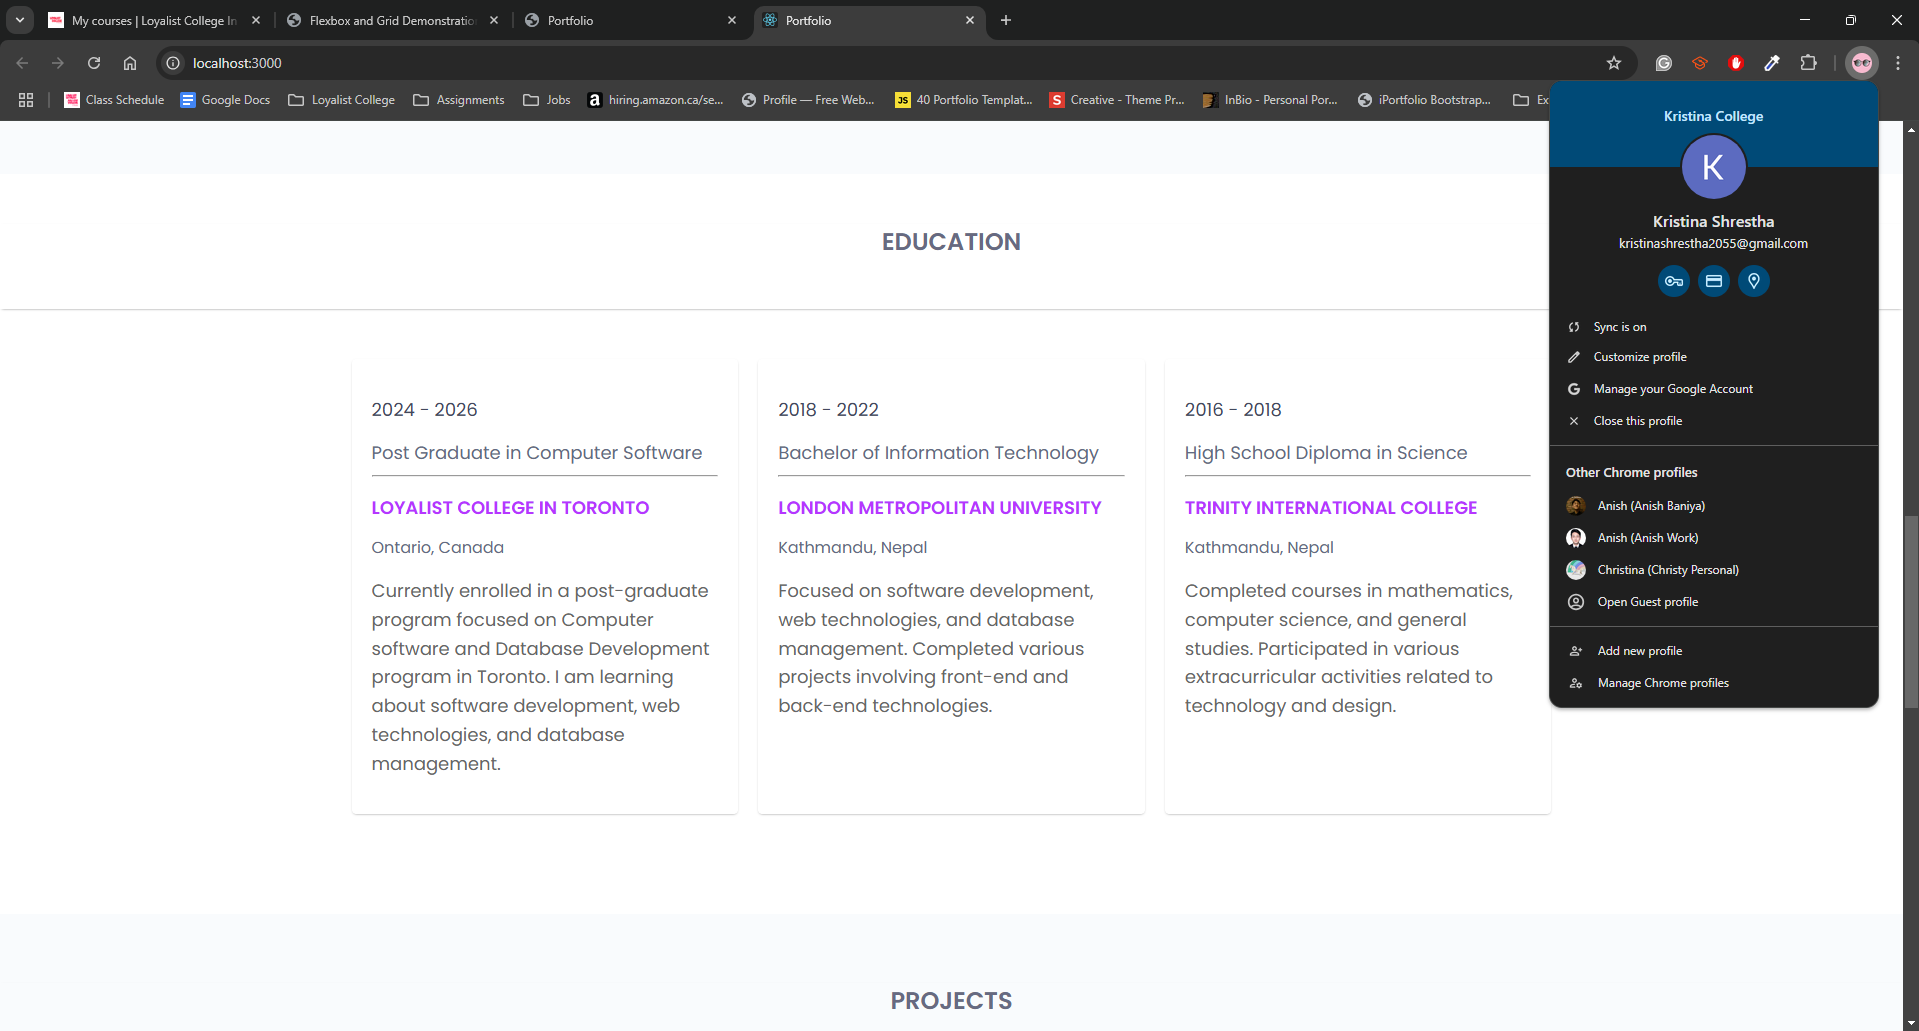 My courses | Loyalist College In
Flexbox and Grid Demonstratio
Portfolio
Portfolio
localhost:3000
Class Schedule
Google Docs
Loyalist College
Assignments
Jobs
a
hiring.amazon.ca/se...
Profile — Free Web...
JS
40 Portfolio Templat...
S
Creative - Theme Pr...
InBio - Personal Por...
iPortfolio Bootstrap...
Ex
Kristina College
K
Kristina Shrestha
kristinashrestha2055@gmail.com
Sync is on
Customize profile
G
Manage your Google Account
Close this profile
Other Chrome profiles
Anish (Anish Baniya)
Anish (Anish Work)
Christina (Christy Personal)
Open Guest profile
Add new profile
Manage Chrome profiles
EDUCATION
2024 - 2026
Post Graduate in Computer Software
LOYALIST COLLEGE IN TORONTO
Ontario, Canada
Currently enrolled in a post-graduate
program focused on Computer
software and Database Development
program in Toronto. I am learning
about software development, web
technologies, and database
management.
2018 - 2022
Bachelor of Information Technology
LONDON METROPOLITAN UNIVERSITY
Kathmandu, Nepal
Focused on software development,
web technologies, and database
management. Completed various
projects involving front-end and
back-end technologies.
2016 - 2018
High School Diploma in Science
TRINITY INTERNATIONAL COLLEGE
Kathmandu, Nepal
Completed courses in mathematics,
computer science, and general
studies. Participated in various
extracurricular activities related to
technology and design.
PROJECTS